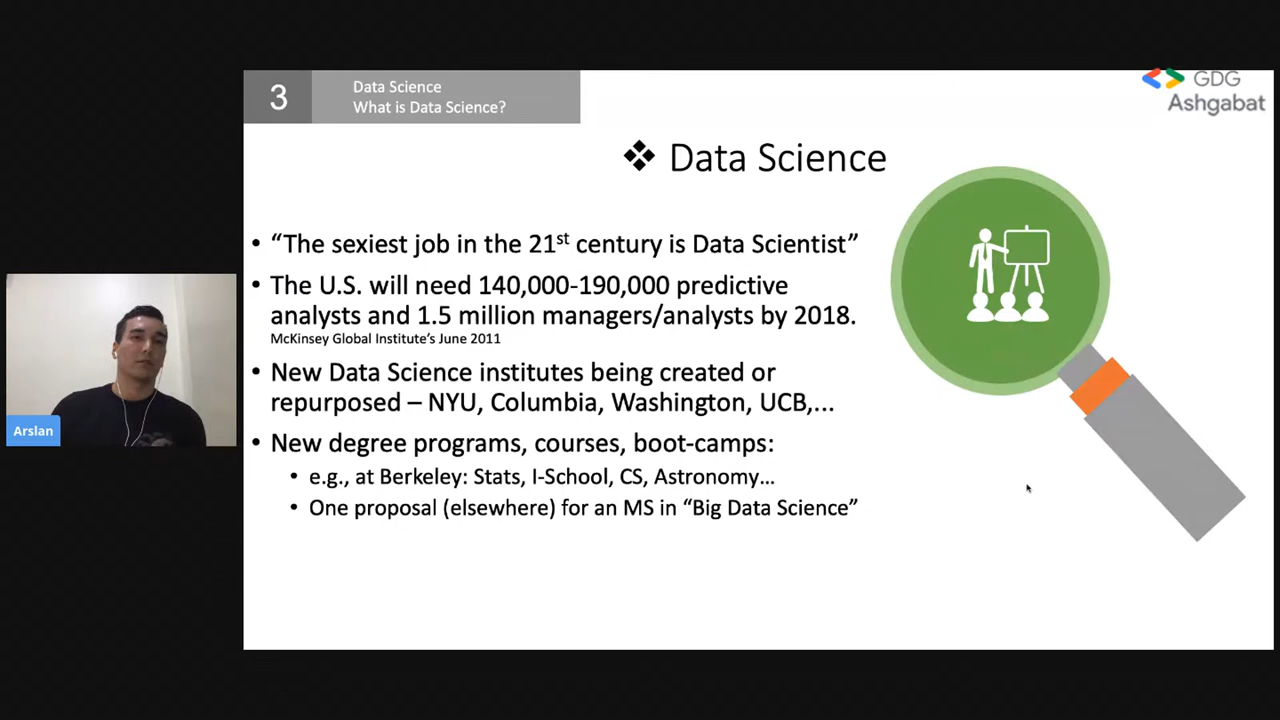 3
Data Science
What is Data Science?
GDG
Ashgabat
❖ Data Science
• “The sexiest job in the 21st century is Data Scientist”
• The U.S. will need 140,000-190,000 predictive
analysts and 1.5 million managers/analysts by 2018.
McKinsey Global Institute’s June 2011
• New Data Science institutes being created or
repurposed – NYU, Columbia, Washington, UCB,...
• New degree programs, courses, boot-camps:
• e.g., at Berkeley: Stats, I-School, CS, Astronomy…
• One proposal (elsewhere) for an MS in “Big Data Science”
Arslan